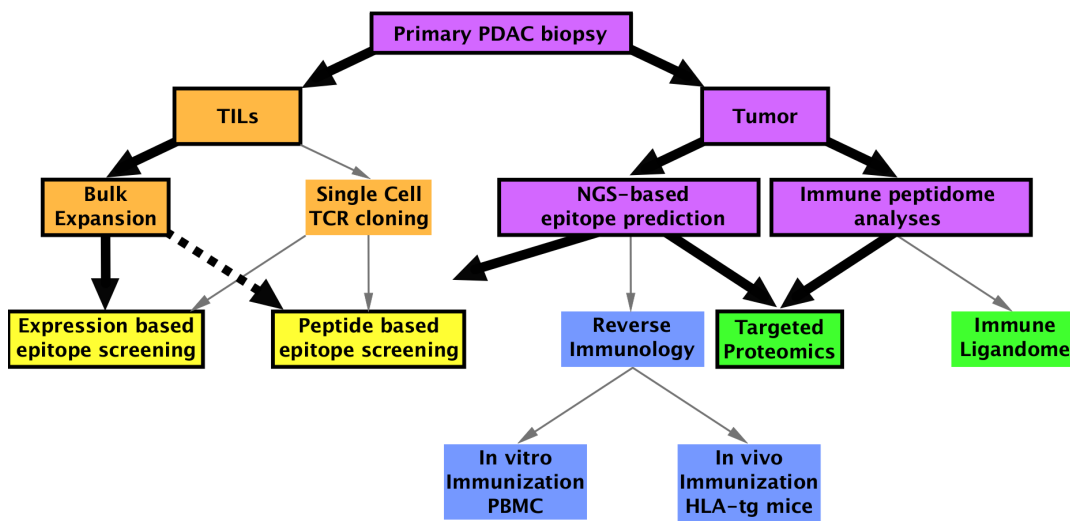 Primary PDAC biopsy
TILs
Tumor
Bulk
Expansion
Single Cell
TCR cloning
NGS-based
epitope prediction
Immune peptidome
analyses
Expression based
epitope screening
Peptide based
epitope screening
Reverse
Immunology
Targeted
Proteomics
Immune
Ligandome
In vitro
Immunization
PBMC
In vivo
Immunization
HLA-tg mice